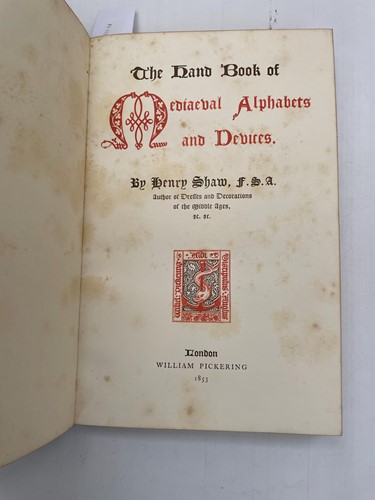 The Hand Book of
Mediaeval Alphabets
and Devices.
By Henry Shaw, F.S.A.
Author of Dresses and Decorations
of the Middle Ages,
&c. &c.
London
WILLIAM PICKERING
1853